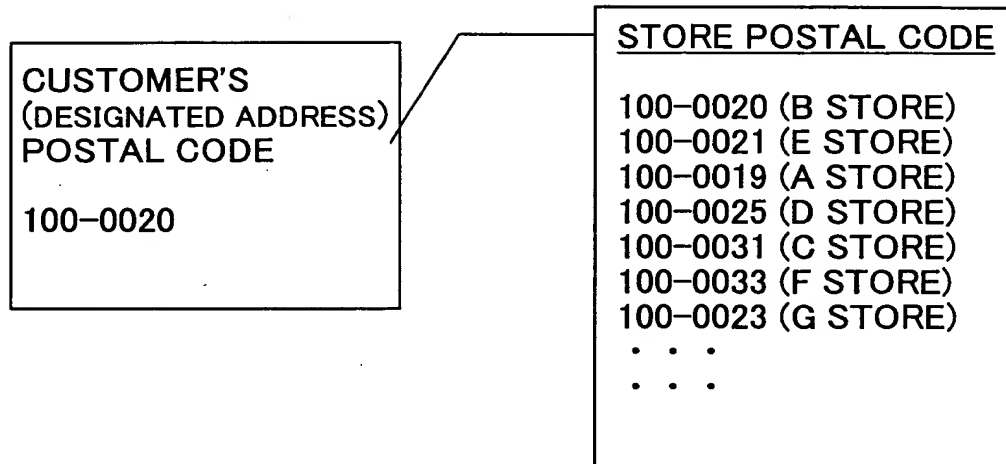 CUSTOMER'S
(DESIGNATED ADDRESS)
POSTAL CODE
100-0020
STORE POSTAL CODE
100-0020 (B STORE)
100-0021 (E STORE)
100-0019 (A STORE)
100-0025 (D STORE)
100-0031 (C STORE)
100-0033 (F STORE)
100-0023 (G STORE)
· · ·
· · ·